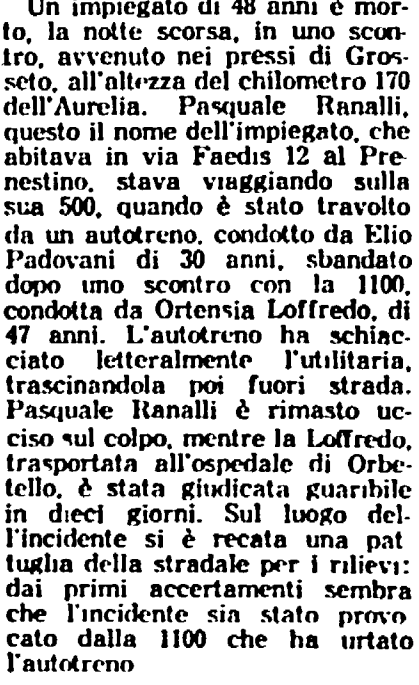 Un impiegato di 48 anni è mor-
to, la notte scorsa, in uno scon-
tro, avvenuto nei pressi di Gros-
seto, all'altezza del chilometro 170
dell'Aurelia. Pasquale Ranalli,
questo il nome dell'impiegato, che
abitava in via Faedis 12 al Pre-
nestino, stava viaggiando sulla
sua 500, quando è stato travolto
da un autotreno, condotto da Elio
Padovani di 30 anni, sbandato
dopo uno scontro con la 1100,
condotta da Ortensia Loffredo, di
47 anni. L'autotreno ha schiac-
ciato letteralmente l'utilitaria,
trascinandola poi fuori strada.
Pasquale Ranalli è rimasto uc-
ciso sul colpo, mentre la Loffredo,
trasportata all'ospedale di Orbe-
tello, è stata giudicata guaribile
in dieci giorni. Sul luogo del-
l'incidente si è recata una pat
tuglia della stradale per i rilievi:
dai primi accertamenti sembra
che l'incidente sia stato provo
cato dalla 1100 che ha urtato
l'autotreno